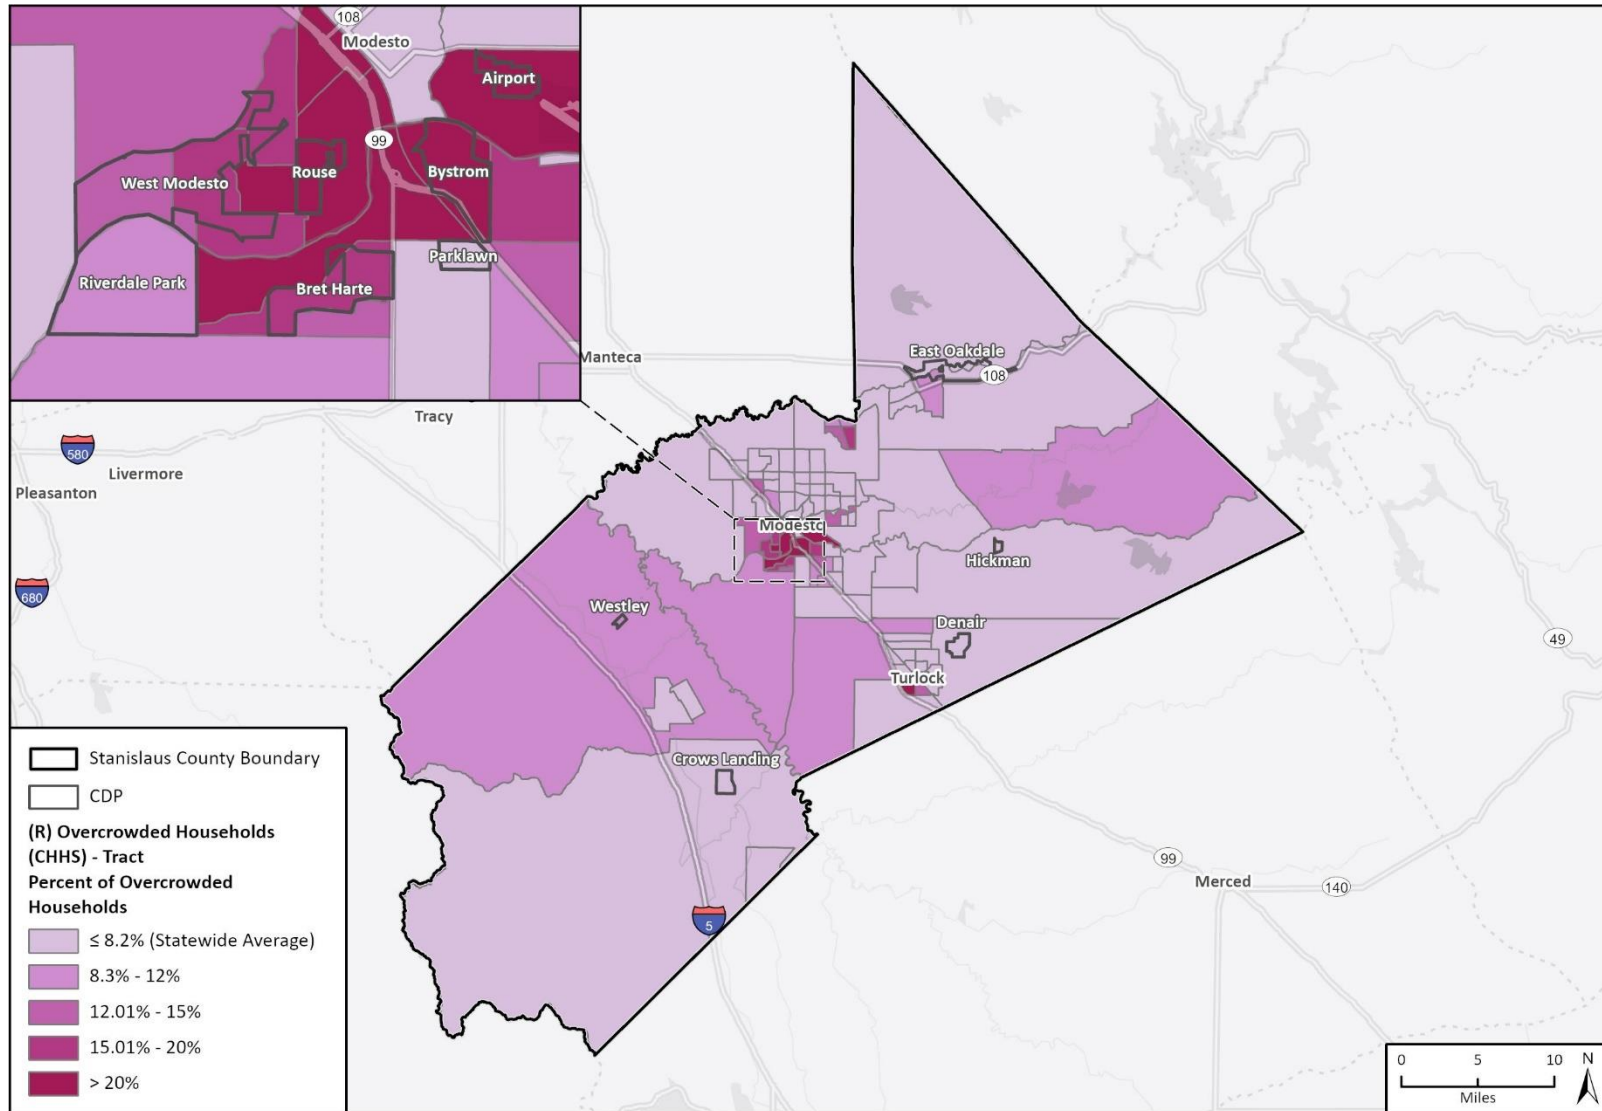 108
Modesto
Airport
99
Rouse
Bystrom
West Modesto
Parklawn
Riverdale Park
Bret Harte
Manteca
East Oakdale
108
Tracy
580
Livermore
Pleasanton
Modesto
Hickman
680
Westley
Denair
49
Turlock
Crows Landing
99
Merced
140
5
Stanislaus County Boundary
CDP
(R) Overcrowded Households
(CHHS) - Tract
Percent of Overcrowded
Households
≤ 8.2% (Statewide Average)
8.3% - 12%
12.01% - 15%
15.01% - 20%
> 20%
0 5 10
Miles
N